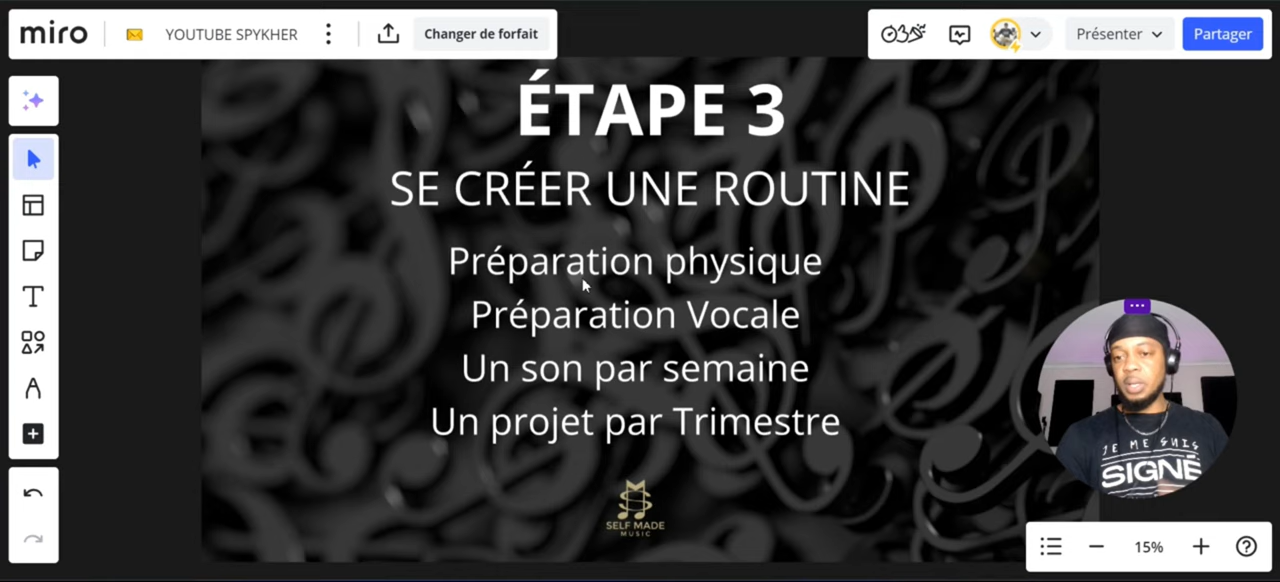 miro
YOUTUBE SPYKHER
Changer de forfait
Présenter
Partager
ÉTAPE 3
SE CRÉER UNE ROUTINE
Préparation physique
Préparation Vocale
Un son par semaine
Un projet par Trimestre
SELF MADE
MUSIC
JE ME SUIS
SIGNÉ
15%